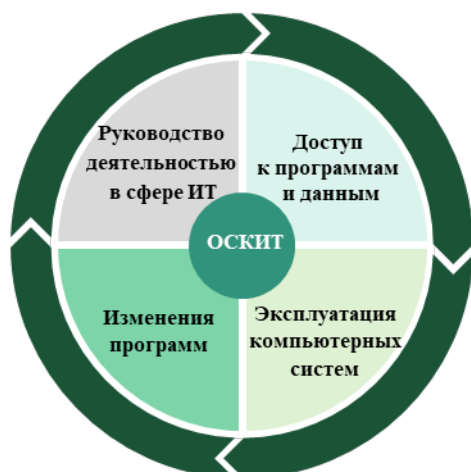 Руководство
деятельностью
в сфере ИТ
Доступ
к программам
и данным
ОСКИТ
Изменения
программ
Эксплуатация
компьютерных
систем